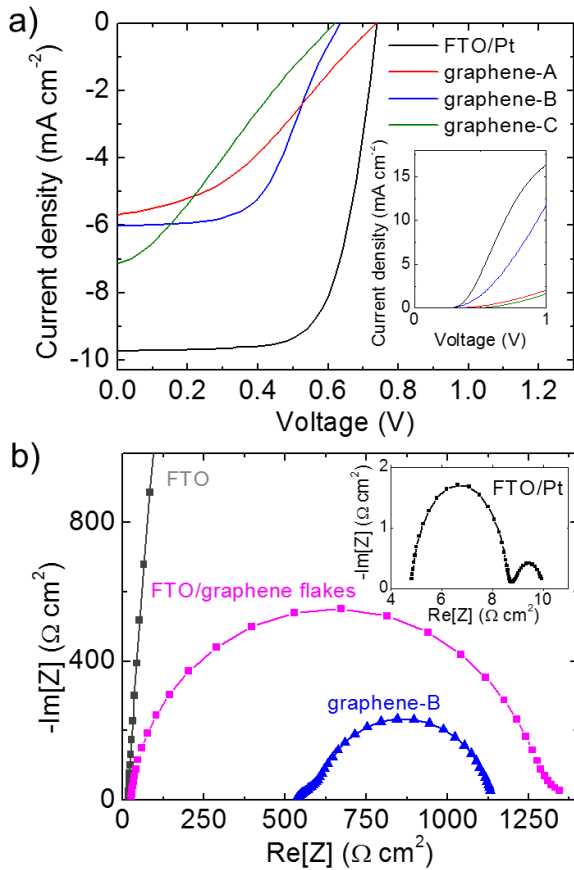 a)
FTO/Pt
graphene-A
graphene-B
graphene-C
Current density (mA cm⁻²)
0
-2
-4
-6
-8
-10
0.0 0.2 0.4 0.6 0.8 1.0 1.2
Voltage (V)
Current density (mA cm⁻²)
15
10
5
0
0 1
Voltage (V)
b)
FTO
FTO/graphene flakes
graphene-B
-Im[Z] (Ω cm²)
800
400
0
0 250 500 750 1000 1250
Re[Z] (Ω cm²)
FTO/Pt
-Im[Z] (Ω cm²)
2
1
0
4 6 8 10
Re[Z] (Ω cm²)